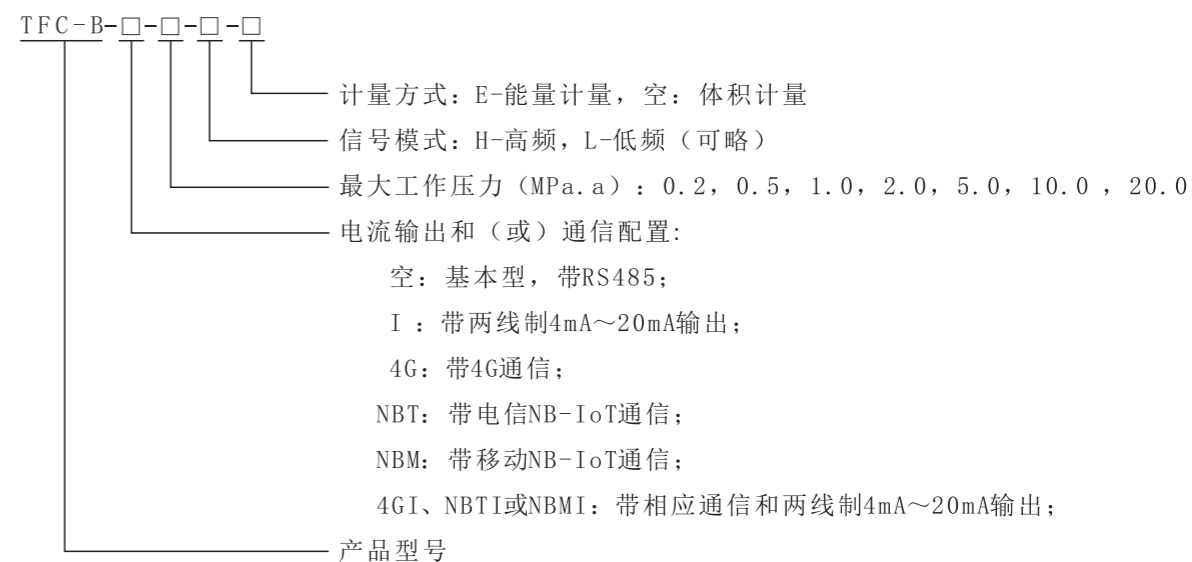 TFC-B-□-□-□-□
计量方式：E-能量计量，空：体积计量
信号模式：H-高频，L-低频（可略）
最大工作压力（MPa.a）：0.2，0.5，1.0，2.0，5.0，10.0 ，20.0
电流输出和（或）通信配置:
空：基本型，带RS485；
I ：带两线制4mA～20mA输出；
4G：带4G通信；
NBT：带电信NB-IoT通信；
NBM：带移动NB-IoT通信；
4GI、NBTI或NBMI：带相应通信和两线制4mA～20mA输出；
产品型号